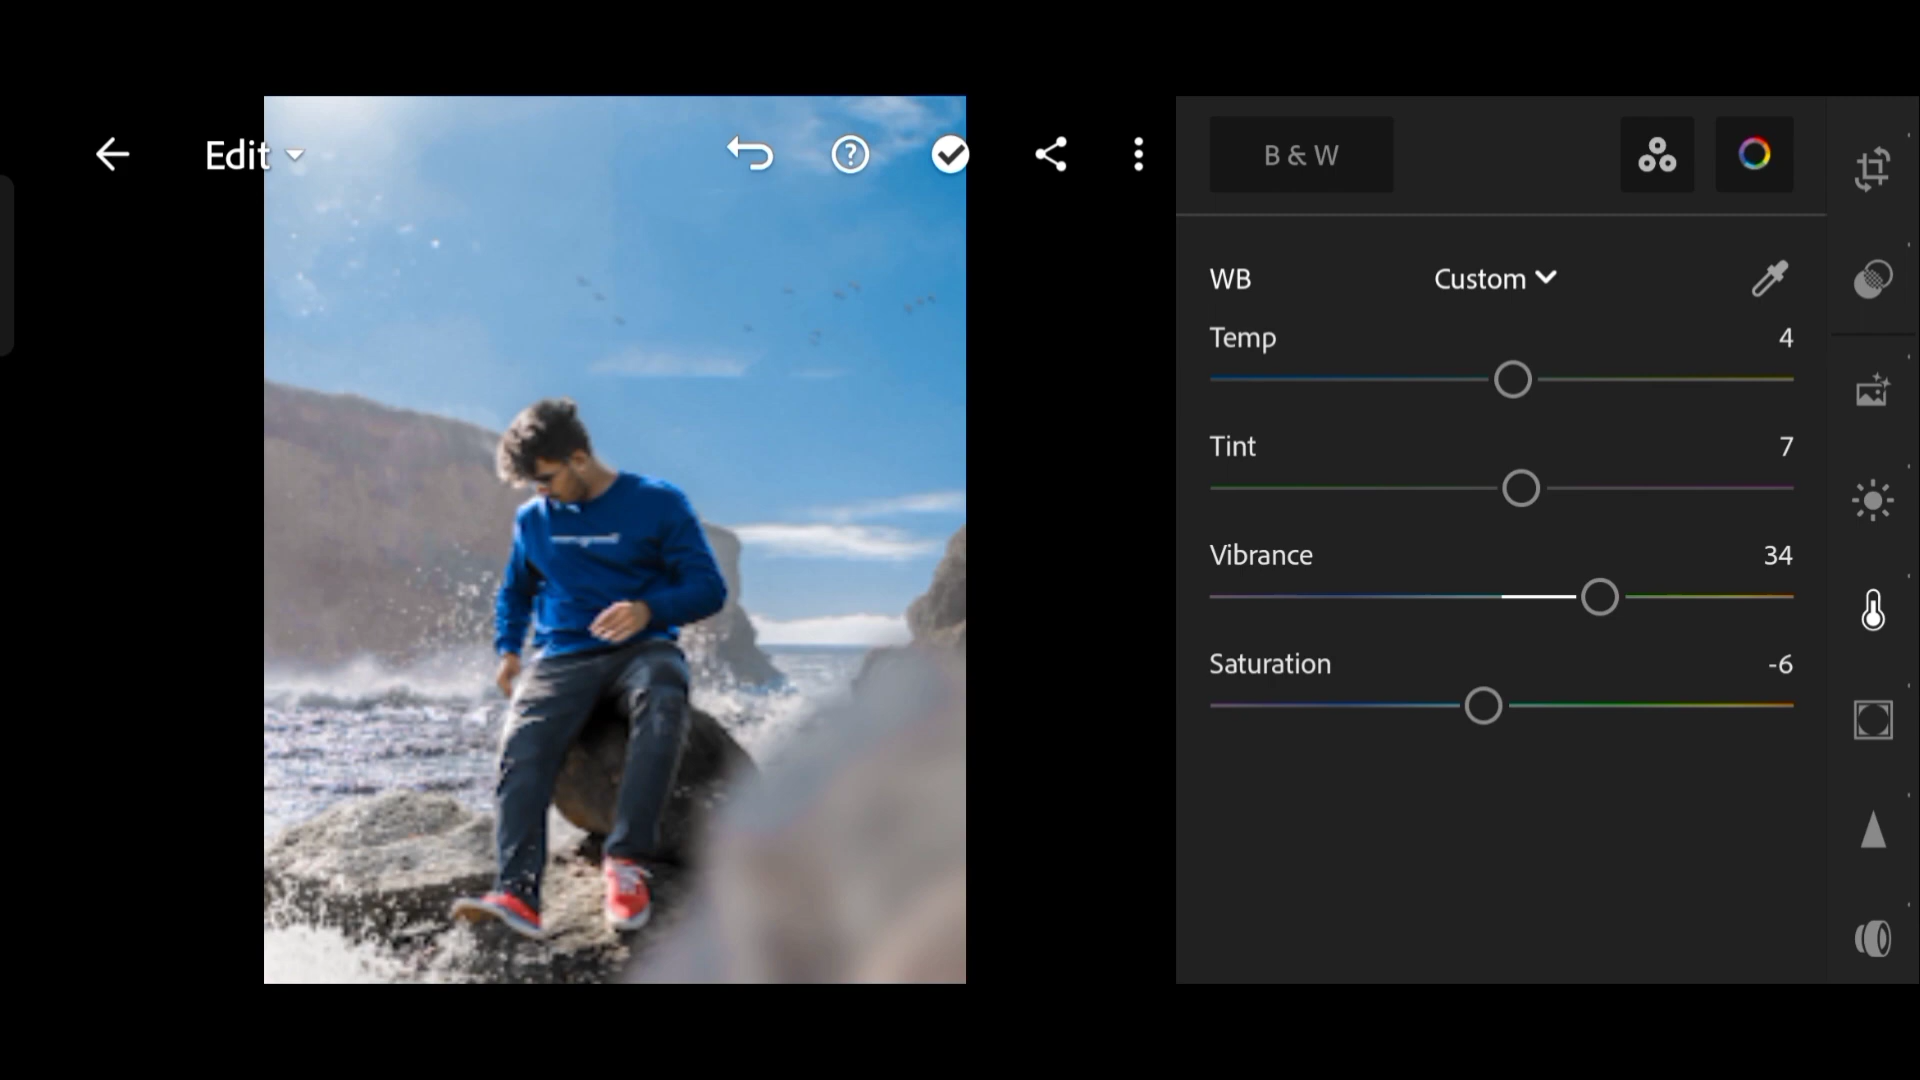 Edit
B & W
WB Custom
Temp 4
Tint 7
Vibrance 34
Saturation -6